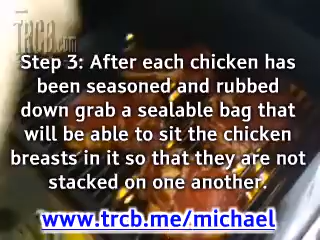 TRCB.com
Step 3: After each chicken has
been seasoned and rubbed
down grab a sealable bag that
will be able to sit the chicken
breasts in it so that they are not
stacked on one another.
www.trcb.me/michael